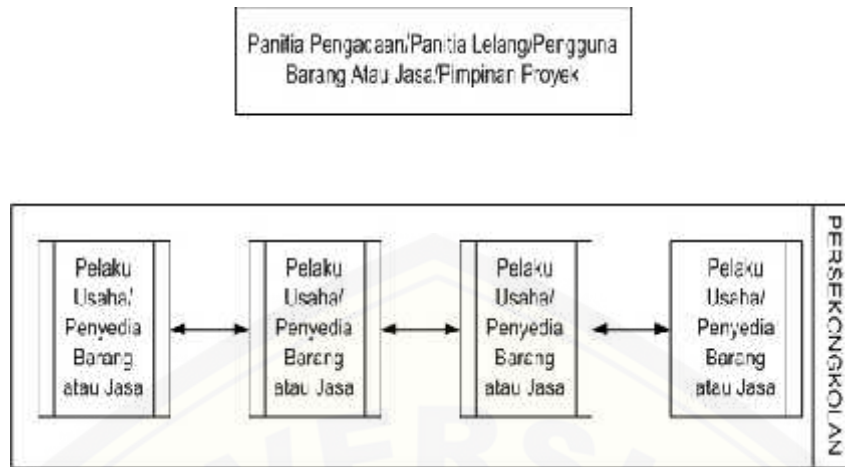 Panitia Pengadaan/Panitia Lelang/Pengguna
Barang Atau Jasa/Pimpinan Proyek
Pelaku
Usaha/
Penyedia
Barang
atau Jasa
Pelaku
Usaha/
Penyedia
Barang
atau Jasa
Pelaku
Usaha/
Penyedia
Barang
atau Jasa
Pelaku
Usaha/
Penyedia
Barang
atau Jasa
PERSEKONGKOLAN